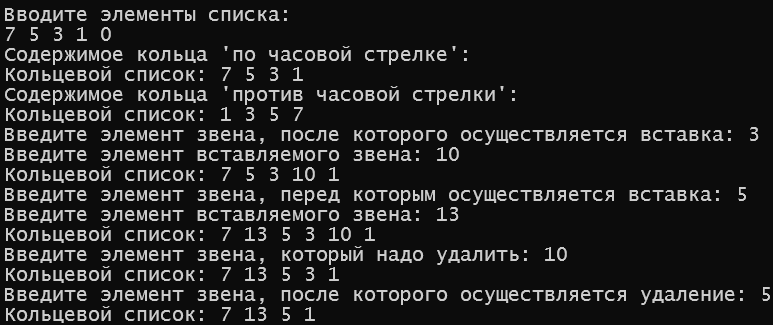 Вводите элементы списка:
7 5 3 1 0
Содержимое кольца 'по часовой стрелке':
Кольцевой список: 7 5 3 1
Содержимое кольца 'против часовой стрелки':
Кольцевой список: 1 3 5 7
Введите элемент звена, после которого осуществляется вставка: 3
Введите элемент вставляемого звена: 10
Кольцевой список: 7 5 3 10 1
Введите элемент звена, перед которым осуществляется вставка: 5
Введите элемент вставляемого звена: 13
Кольцевой список: 7 13 5 3 10 1
Введите элемент звена, который надо удалить: 10
Кольцевой список: 7 13 5 3 1
Введите элемент звена, после которого осуществляется удаление: 5
Кольцевой список: 7 13 5 1